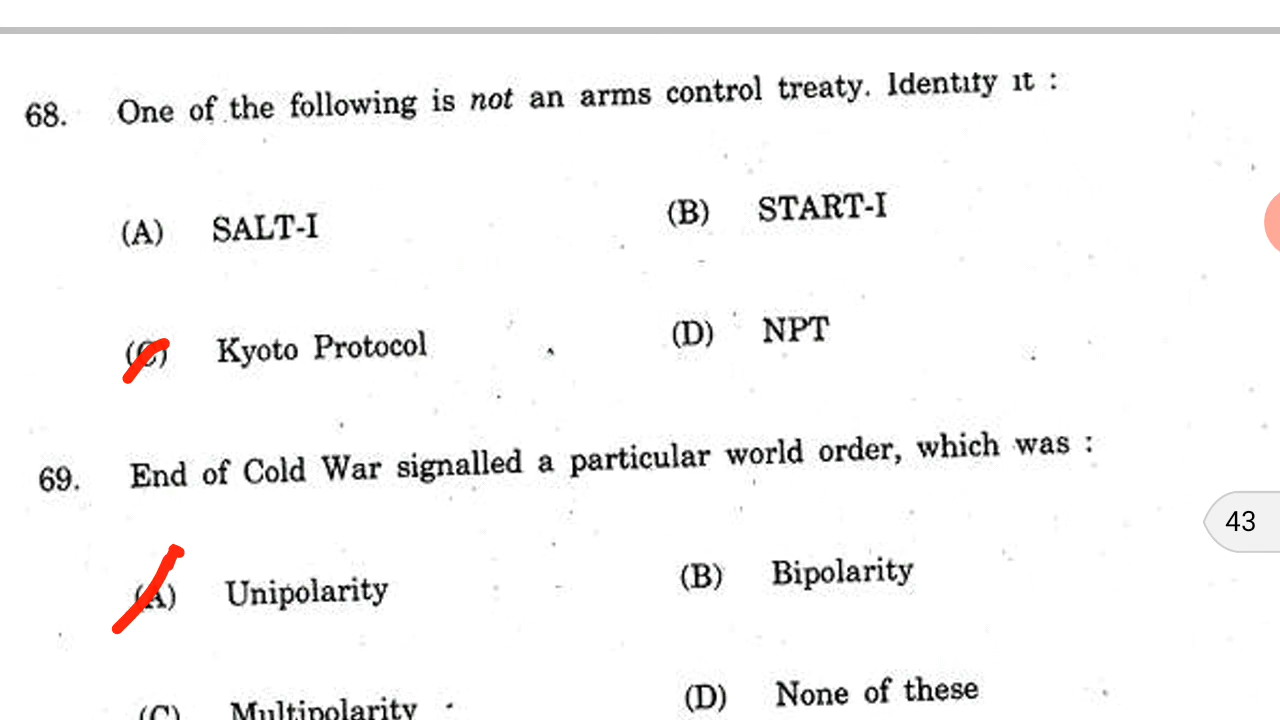 68. One of the following is not an arms control treaty. Identify it :
(A) SALT-I (B) START-I
(C) Kyoto Protocol (D) NPT
69. End of Cold War signalled a particular world order, which was :
43
(A) Unipolarity (B) Bipolarity
(C) Multipolarity (D) None of these